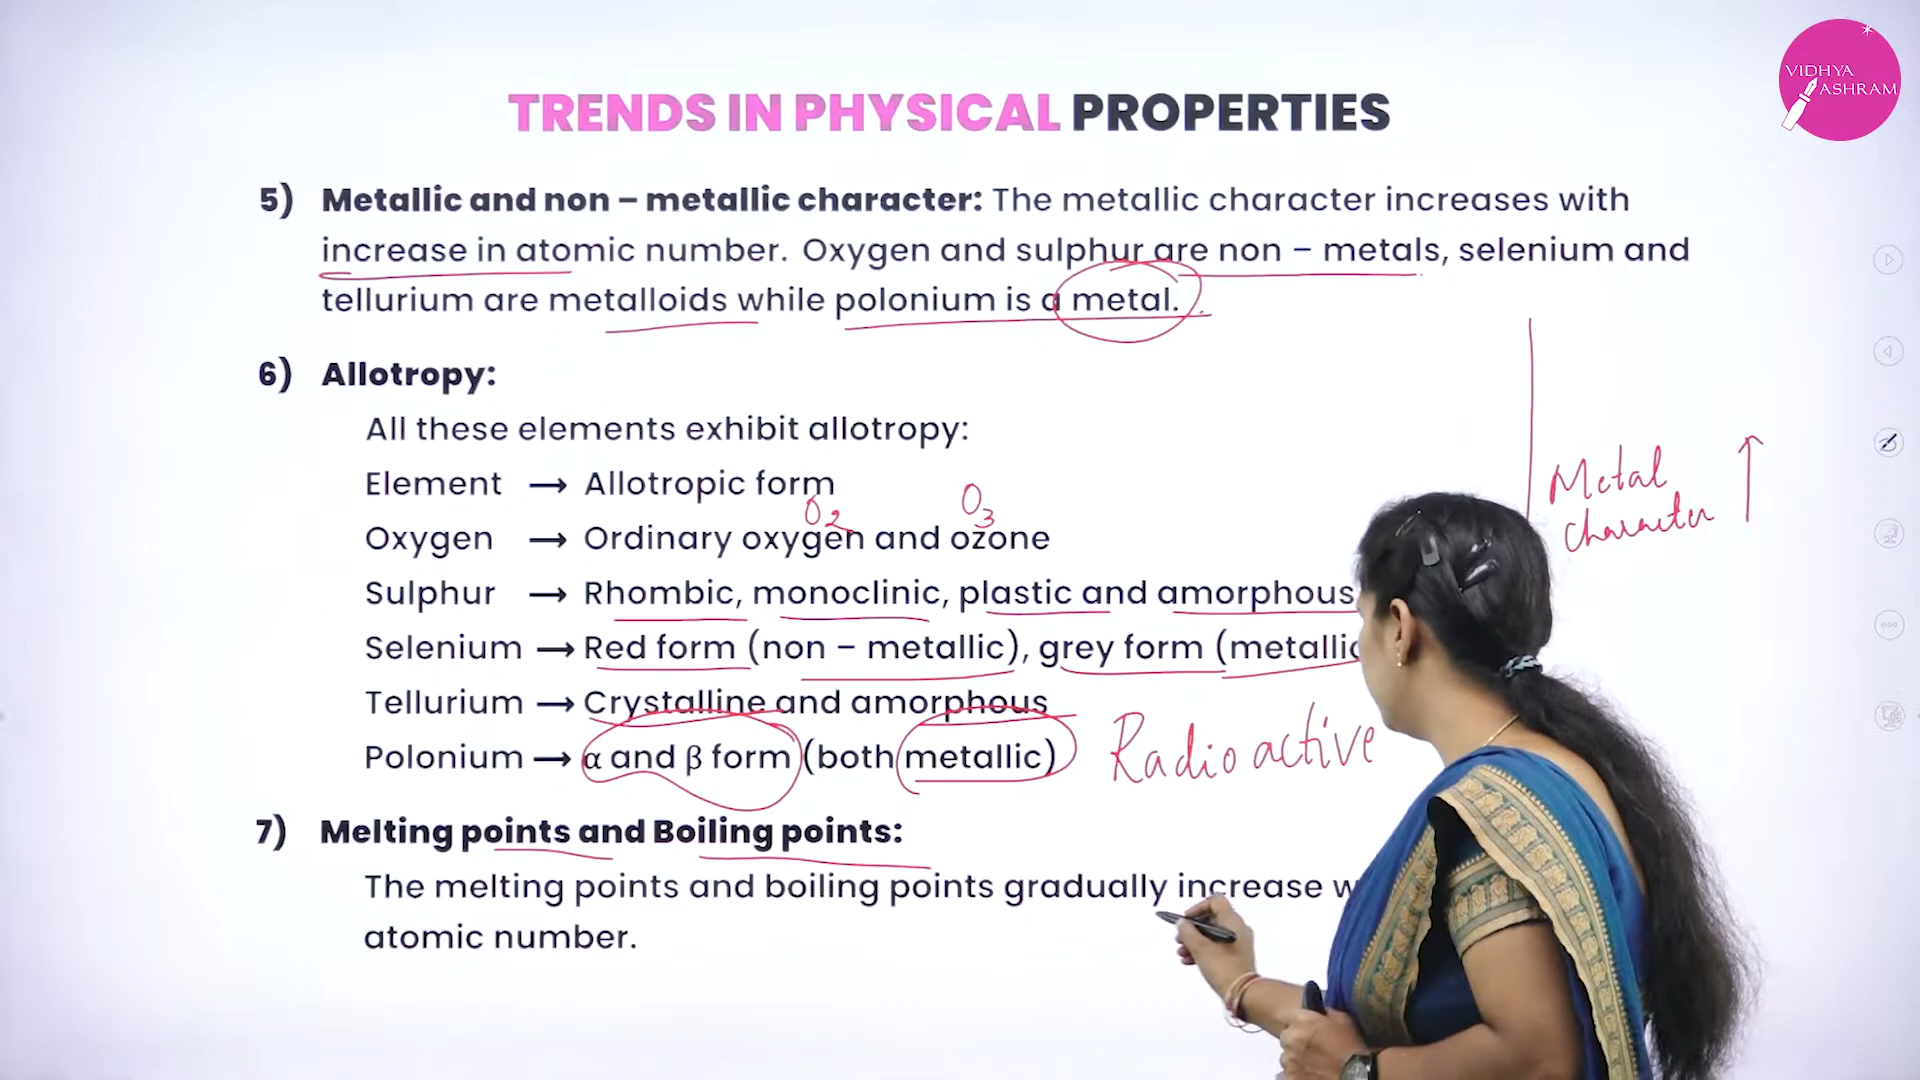 VIDHYA
ASHRAM
TRENDS IN PHYSICAL PROPERTIES
5) Metallic and non – metallic character: The metallic character increases with
increase in atomic number. Oxygen and sulphur are non – metals, selenium and
tellurium are metalloids while polonium is a metal.
6) Allotropy:
All these elements exhibit allotropy:
Element → Allotropic form
O2 O3
Oxygen → Ordinary oxygen and ozone
Sulphur → Rhombic, monoclinic, plastic and amorphous
Selenium → Red form (non – metallic), grey form (metallic
Tellurium → Crystalline and amorphous
Polonium → α and β form (both metallic) Radio active
Metal ↑
character
7) Melting points and Boiling points:
The melting points and boiling points gradually increase
atomic number.